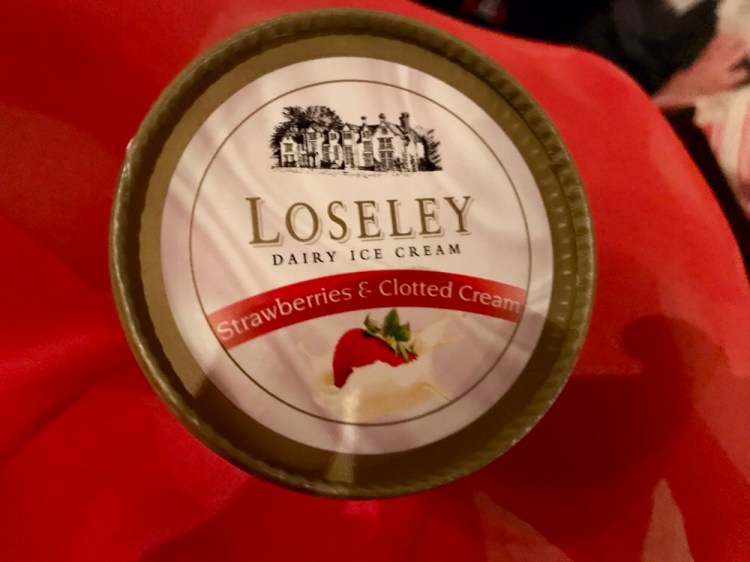 LOSELEY
DAIRY ICE CREAM
Strawberries & Clotted Cream